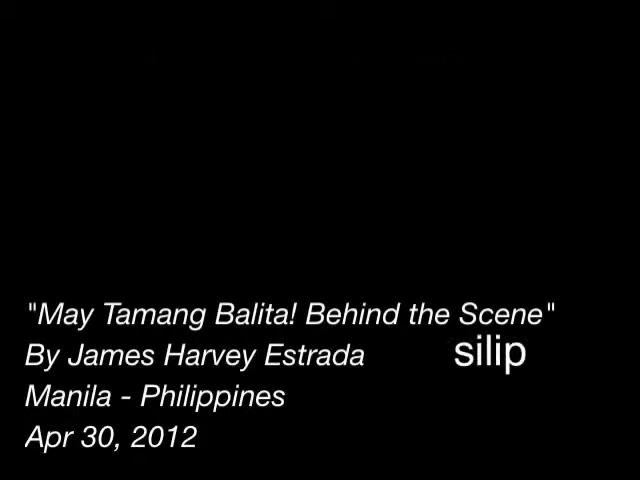 "May Tamang Balita! Behind the Scene"
By James Harvey Estrada
silip
Manila - Philippines
Apr 30, 2012